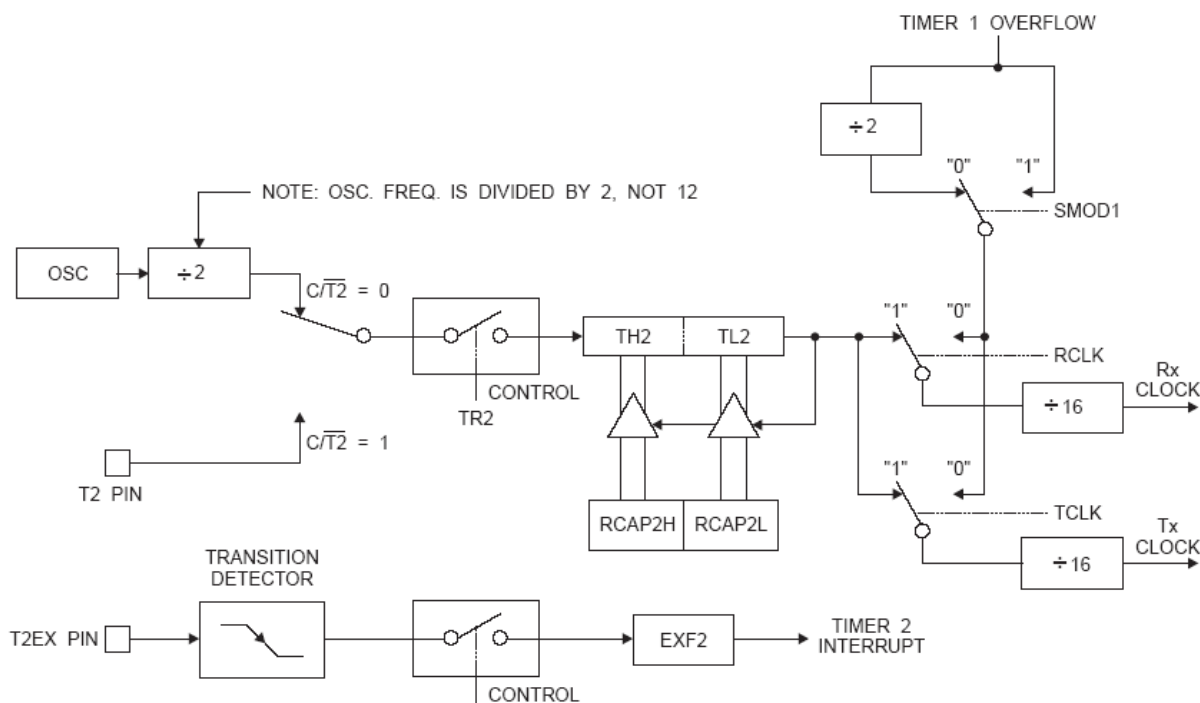 TIMER 1 OVERFLOW
÷2
"0" "1"
NOTE: OSC. FREQ. IS DIVIDED BY 2, NOT 12
SMOD1
OSC
÷2
C/T2̅ = 0
"1" "0"
TH2
TL2
RCLK
Rx
CLOCK
CONTROL
TR2
÷16
C/T2̅ = 1
T2 PIN
"1" "0"
RCAP2H
RCAP2L
TCLK
Tx
CLOCK
÷16
TRANSITION
DETECTOR
T2EX PIN
EXF2
TIMER 2
INTERRUPT
CONTROL